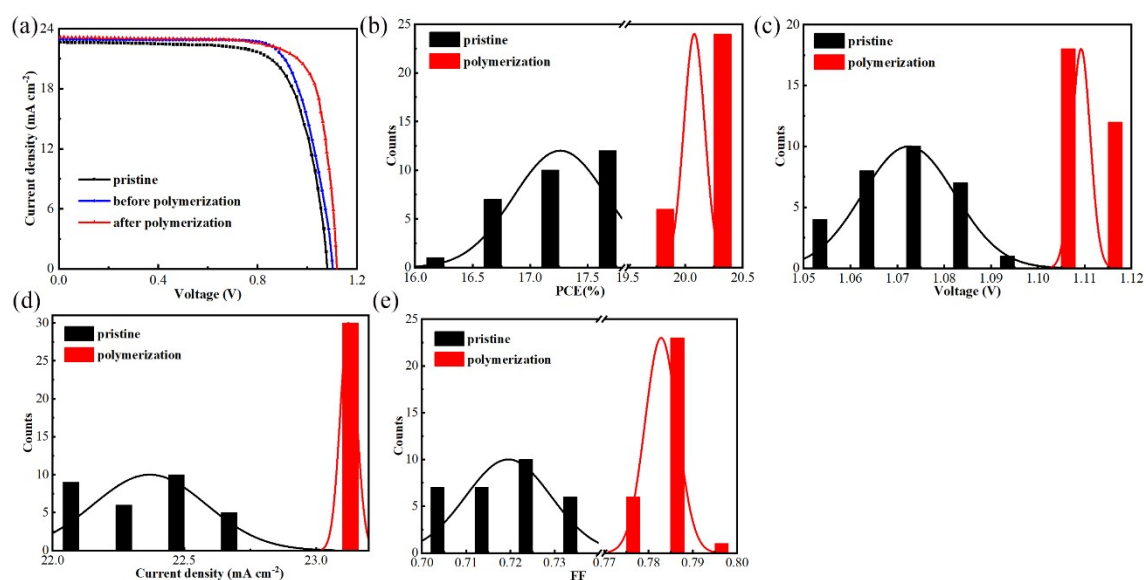 (a)
24
18
12
6
0
Current density (mA cm⁻²)
pristine
before polymerization
after polymerization
0.0 0.4 0.8 1.2
Voltage (V)
(b)
25
20
15
10
5
0
Counts
pristine
polymerization
16.0 16.5 17.0 17.5 19.5 20.0 20.5
PCE(%)
(c)
20
15
10
5
0
Counts
pristine
polymerization
1.05 1.06 1.07 1.08 1.09 1.10 1.11 1.12
Voltage (V)
(d)
30
25
20
15
10
5
0
Counts
pristine
polymerization
22.0 22.5 23.0
Current density (mA cm⁻²)
(e)
25
20
15
10
5
0
Counts
pristine
polymerization
0.70 0.71 0.72 0.73 0.77 0.78 0.79 0.80
FF